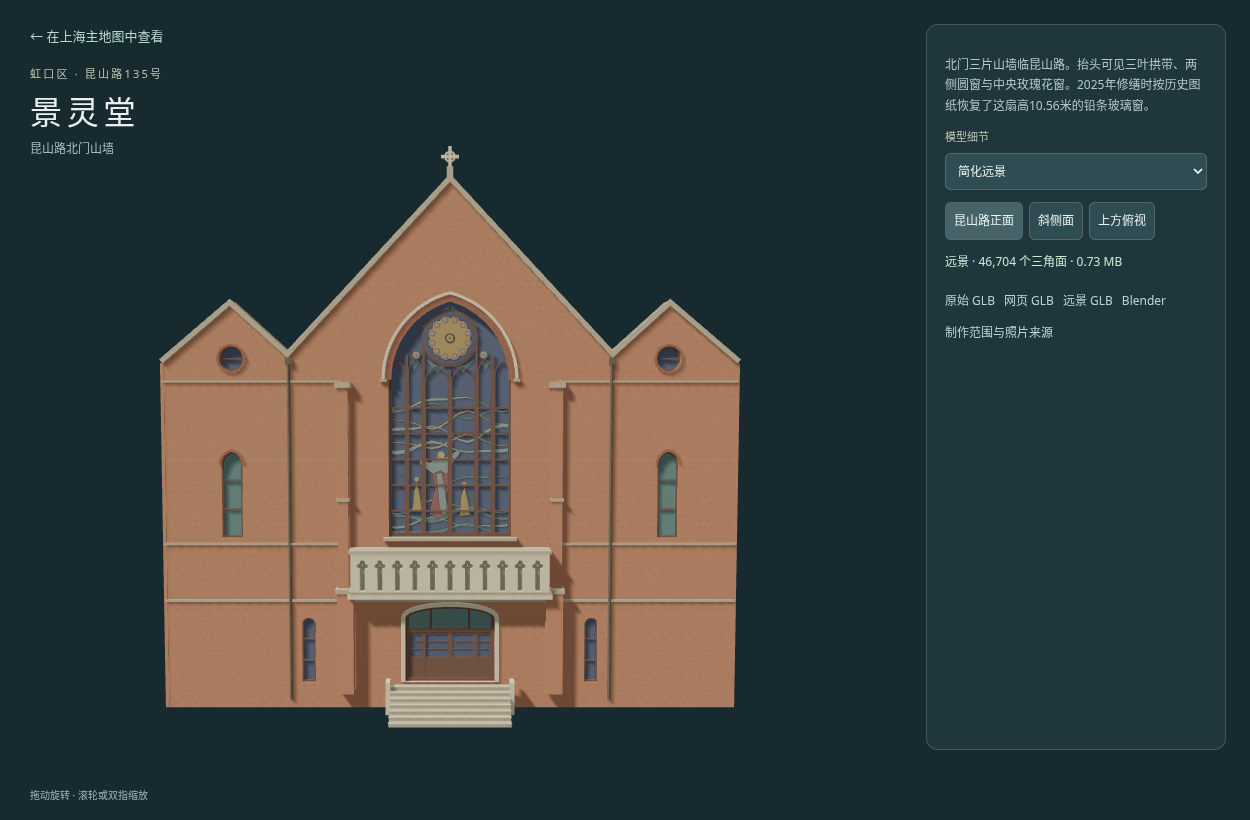 ← 在上海主地图中查看
虹口区 · 昆山路135号
景灵堂
昆山路北门山墙
北门三片山墙临昆山路。抬头可见三叶拱带、两
侧圆窗与中央玫瑰花窗。2025年修缮时按历史图
纸恢复了这扇高10.56米的铅条玻璃窗。
模型细节
简化远景
昆山路正面 斜侧面 上方俯视
远景 · 46,704 个三角面 · 0.73 MB
原始 GLB 网页 GLB 远景 GLB Blender
制作范围与照片来源
拖动旋转 · 滚轮或双指缩放